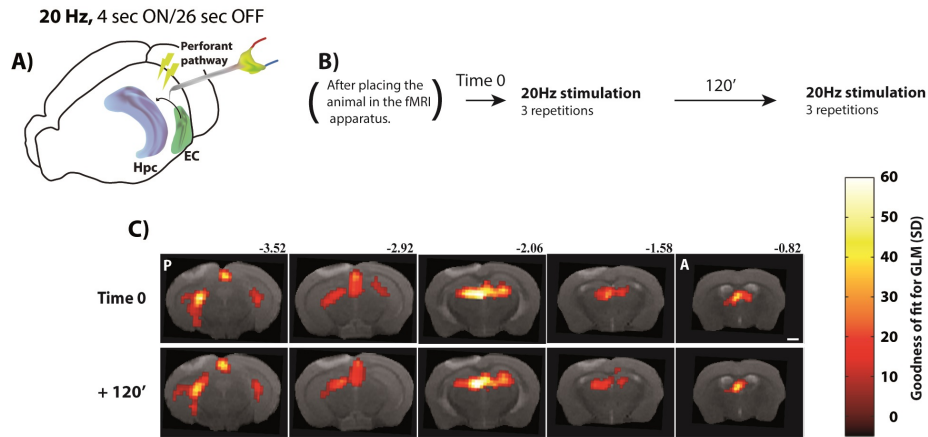 20 Hz, 4 sec ON/26 sec OFF
A)
Perforant
pathway
Hpc
EC
B)
After placing the
animal in the fMRI
apparatus.
Time 0
20Hz stimulation
3 repetitions
120'
20Hz stimulation
3 repetitions
C)
-3.52
-2.92
-2.06
-1.58
-0.82
P
A
Time 0
+ 120'
60
50
40
30
20
10
0
Goodness of fit for GLM (SD)